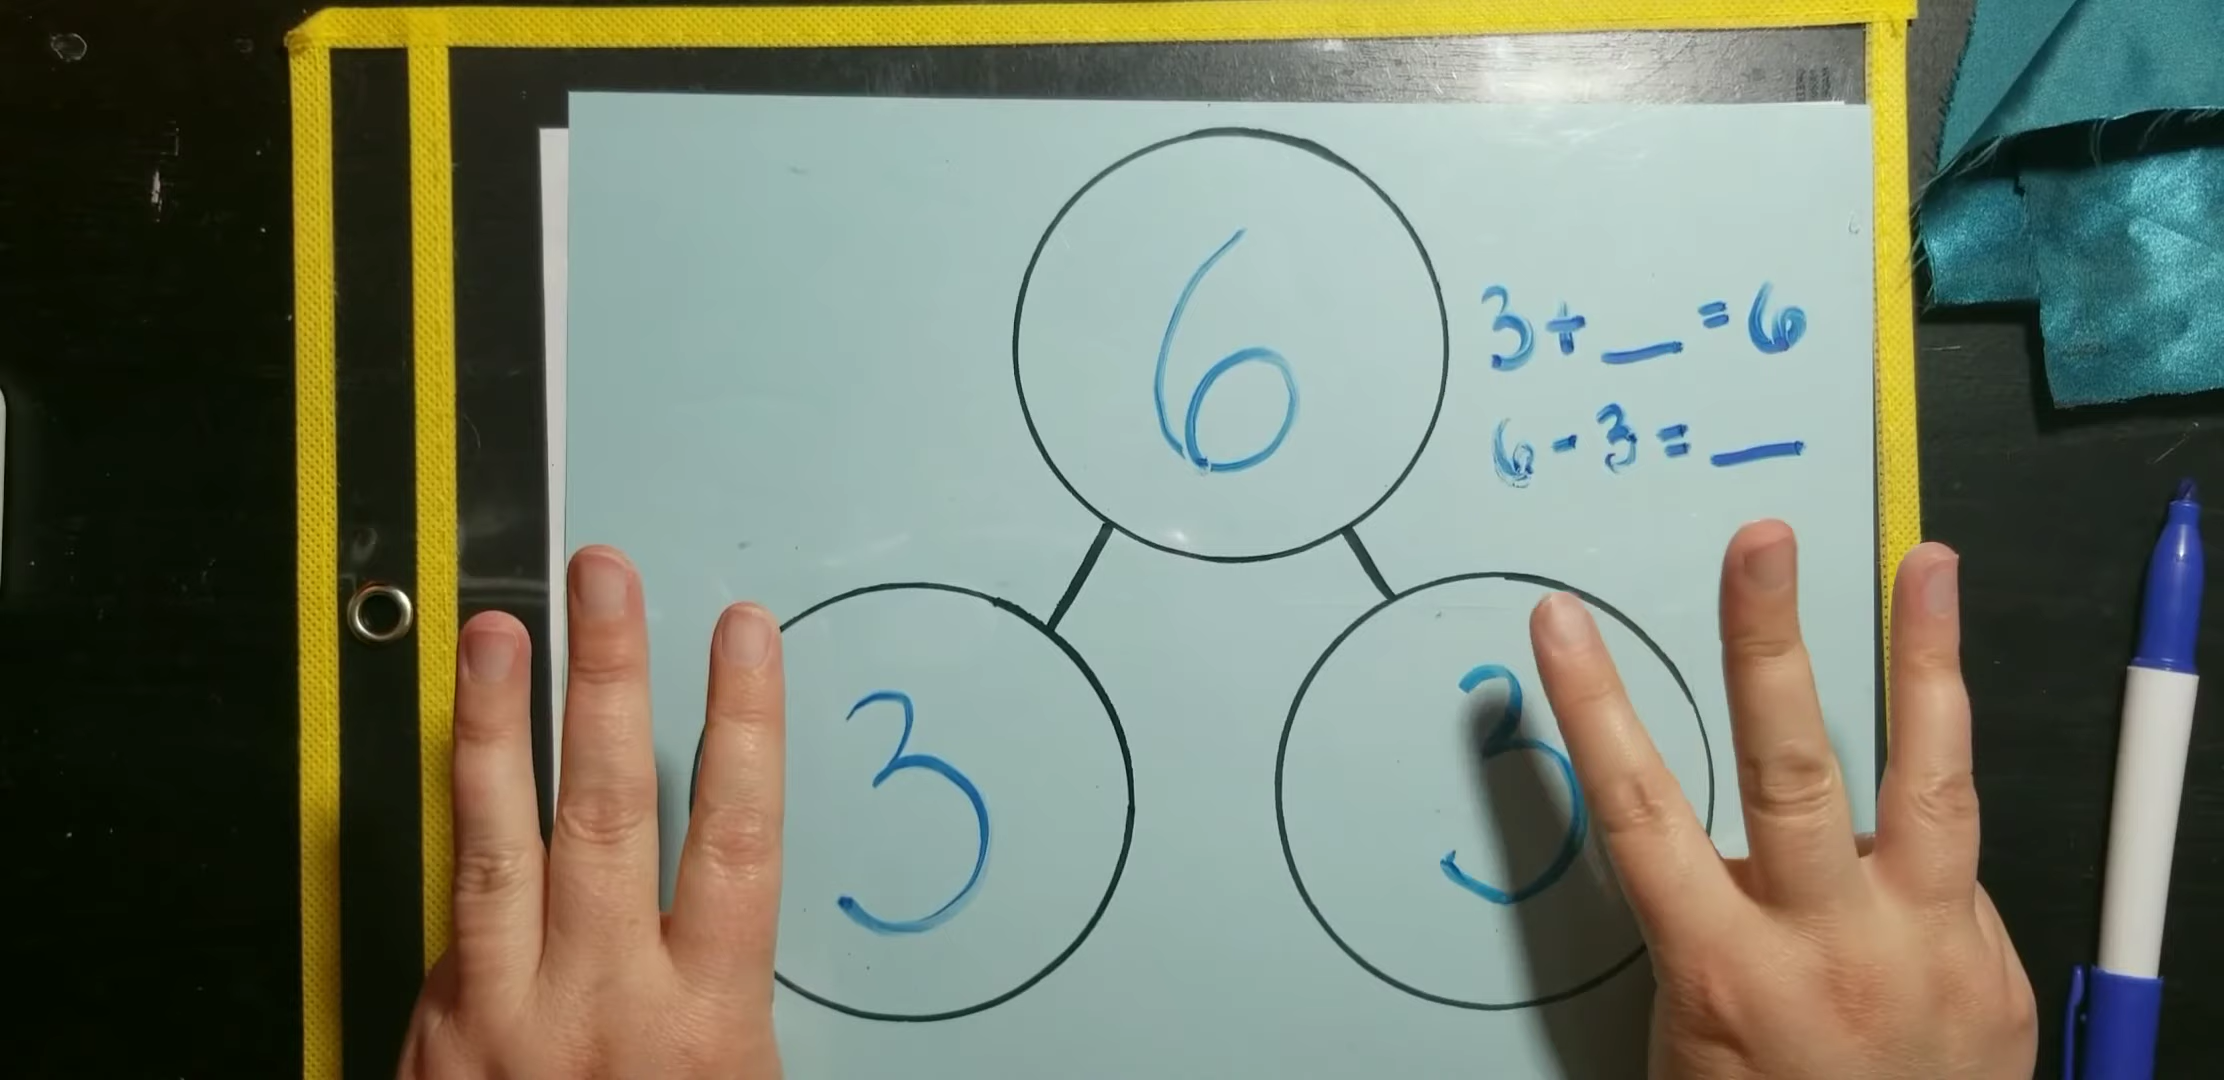 6
3 + __ = 6
6 - 3 = __
3
3